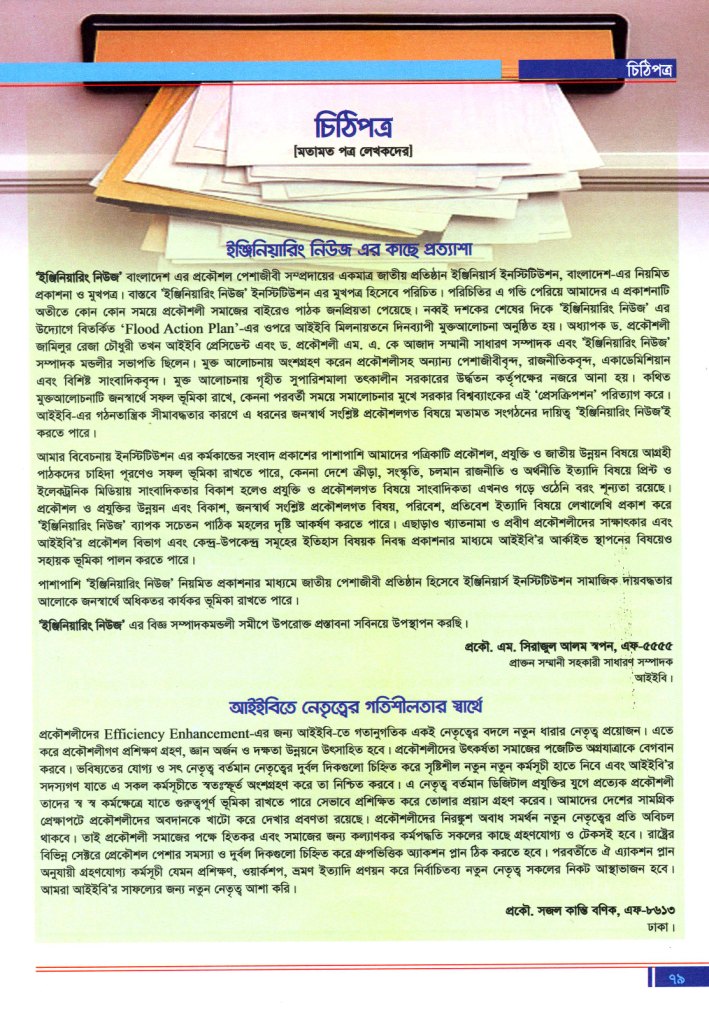 চিঠিপত্র
চিঠিপত্র
[মতামত পত্র লেখকদের]
ইঞ্জিনিয়ারিং নিউজ এর কাছে প্রত্যাশা
‘ইঞ্জিনিয়ারিং নিউজ’ বাংলাদেশ এর প্রকৌশল পেশাজীবী সম্প্রদায়ের একমাত্র জাতীয় প্রতিষ্ঠান ইঞ্জিনিয়ার্স ইনস্টিটিউশন, বাংলাদেশ-এর নিয়মিত
প্রকাশনা ও মুখপত্র। বাস্তবে ‘ইঞ্জিনিয়ারিং নিউজ’ ইনস্টিটিউশন এর মুখপত্র হিসেবে পরিচিত। পরিচিতির এ গন্ডি পেরিয়ে আমাদের এ প্রকাশনাটি
অতীতে কোন কোন সময়ে প্রকৌশলী সমাজের বাইরেও পাঠক জনপ্রিয়তা পেয়েছে। নব্বই দশকের শেষের দিকে ‘ইঞ্জিনিয়ারিং নিউজ’ এর
উদ্যোগে বিতর্কিত ‘Flood Action Plan’-এর ওপরে আইইবি মিলনায়তনে দিনব্যাপী মুক্তআলোচনা অনুষ্ঠিত হয়। অধ্যাপক ড. প্রকৌশলী
জামিলুর রেজা চৌধুরী তখন আইইবি প্রেসিডেন্ট এবং ড. প্রকৌশলী এম. এ. কে আজাদ সম্মানী সাধারণ সম্পাদক এবং ‘ইঞ্জিনিয়ারিং নিউজ’
সম্পাদক মন্ডলীর সভাপতি ছিলেন। মুক্ত আলোচনায় অংশগ্রহণ করেন প্রকৌশলীসহ অন্যান্য পেশাজীবীবৃন্দ, রাজনীতিকবৃন্দ, একাডেমিশিয়ান
এবং বিশিষ্ট সাংবাদিকবৃন্দ। মুক্ত আলোচনায় গৃহীত সুপারিশমালা তৎকালীন সরকারের উর্দ্ধতন কর্তৃপক্ষের নজরে আনা হয়। কথিত
মুক্তআলোচনাটি জনস্বার্থে সফল ভূমিকা রাখে, কেননা পরবর্তী সময়ে সমালোচনার মুখে সরকার বিশ্বব্যাংকের এই ‘প্রেসক্রিপশন’ পরিত্যাগ করে।
আইইবি-এর গঠনতান্ত্রিক সীমাবদ্ধতার কারণে এ ধরনের জনস্বার্থ সংশ্লিষ্ট প্রকৌশলগত বিষয়ে মতামত সংগঠনের দায়িত্ব ‘ইঞ্জিনিয়ারিং নিউজ’ই
করতে পারে।
আমার বিবেচনায় ইনস্টিটিউশন এর কর্মকান্ডের সংবাদ প্রকাশের পাশাপাশি আমাদের পত্রিকাটি প্রকৌশল, প্রযুক্তি ও জাতীয় উন্নয়ন বিষয়ে আগ্রহী
পাঠকদের চাহিদা পূরণেও সফল ভূমিকা রাখতে পারে, কেননা দেশে ক্রীড়া, সংস্কৃতি, চলমান রাজনীতি ও অর্থনীতি ইত্যাদি বিষয়ে প্রিন্ট ও
ইলেকট্রনিক মিডিয়ায় সাংবাদিকতার বিকাশ হলেও প্রযুক্তি ও প্রকৌশলগত বিষয়ে সাংবাদিকতা এখনও গড়ে ওঠেনি বরং শূন্যতা রয়েছে।
প্রকৌশল ও প্রযুক্তির উন্নয়ন এবং বিকাশ, জনস্বার্থ সংশ্লিষ্ট প্রকৌশলগত বিষয়, পরিবেশ, প্রতিবেশ ইত্যাদি বিষয়ে লেখালেখি প্রকাশ করে
‘ইঞ্জিনিয়ারিং নিউজ’ ব্যাপক সচেতন পাঠিক মহলের দৃষ্টি আকর্ষণ করতে পারে। এছাড়াও খ্যাতনামা ও প্রবীণ প্রকৌশলীদের সাক্ষাৎকার এবং
আইইবি’র প্রকৌশল বিভাগ এবং কেন্দ্র-উপকেন্দ্র সমূহের ইতিহাস বিষয়ক নিবন্ধ প্রকাশনার মাধ্যমে আইইবি’র আর্কাইভ স্থাপনের বিষয়েও
সহায়ক ভূমিকা পালন করতে পারে।
পাশাপাশি ‘ইঞ্জিনিয়ারিং নিউজ’ নিয়মিত প্রকাশনার মাধ্যমে জাতীয় পেশাজীবী প্রতিষ্ঠান হিসেবে ইঞ্জিনিয়ার্স ইনস্টিটিউশন সামাজিক দায়বদ্ধতার
আলোকে জনস্বার্থে অধিকতর কার্যকর ভূমিকা রাখতে পারে।
‘ইঞ্জিনিয়ারিং নিউজ’ এর বিজ্ঞ সম্পাদকমন্ডলী সমীপে উপরোক্ত প্রস্তাবনা সবিনয়ে উপস্থাপন করছি।
প্রকৌ. এম. সিরাজুল আলম স্বপন, এফ-৫৫৫৫
প্রাক্তন সম্মানী সহকারী সাধারণ সম্পাদক
আইইবি।
আইইবিতে নেতৃত্বের গতিশীলতার স্বার্থে
প্রকৌশলীদের Efficiency Enhancement-এর জন্য আইইবি-তে গতানুগতিক একই নেতৃত্বের বদলে নতুন ধারার নেতৃত্ব প্রয়োজন। এতে
করে প্রকৌশলীগণ প্রশিক্ষণ গ্রহণ, জ্ঞান অর্জন ও দক্ষতা উন্নয়নে উৎসাহিত হবে। প্রকৌশলীদের উৎকর্ষতা সমাজের পজেটিভ অগ্রযাত্রাকে বেগবান
করবে। ভবিষ্যতের যোগ্য ও সৎ নেতৃত্ব বর্তমান নেতৃত্বের দুর্বল দিকগুলো চিহ্নিত করে সৃষ্টিশীল নতুন নতুন কর্মসূচী হাতে নিবে এবং আইইবি’র
সদস্যগণ যাতে এ সকল কর্মসূচীতে স্বতঃস্ফূর্ত অংশগ্রহণ করে তা নিশ্চিত করবে। এ নেতৃত্ব বর্তমান ডিজিটাল প্রযুক্তির যুগে প্রত্যেক প্রকৌশলী
তাদের স্ব স্ব কর্মক্ষেত্রে যাতে গুরুত্বপূর্ণ ভূমিকা রাখতে পারে সেভাবে প্রশিক্ষিত করে তোলার প্রয়াস গ্রহণ করেব। আমাদের দেশের সামগ্রিক
প্রেক্ষাপটে প্রকৌশলীদের অবদানকে খাটো করে দেখার প্রবণতা রয়েছে। প্রকৌশলীদের নিরঙ্কুশ অবাধ সমর্থন নতুন নেতৃত্বের প্রতি অবিচল
থাকবে। তাই প্রকৌশলী সমাজের পক্ষে হিতকর এবং সমাজের জন্য কল্যাণকর কর্মপদ্ধতি সকলের কাছে গ্রহণযোগ্য ও টেকসই হবে। রাষ্ট্রের
বিভিন্ন সেক্টরে প্রেকৌশল পেশার সমস্যা ও দুর্বল দিকগুলো চিহ্নিত করে গ্রুপভিত্তিক অ্যাকশন প্লান ঠিক করতে হবে। পরবর্তীতে ঐ এ্যাকশন প্লান
অনুযায়ী গ্রহণযোগ্য কর্মসূচী যেমন প্রশিক্ষণ, ওয়ার্কশপ, ভ্রমণ ইত্যাদি প্রণয়ন করে নির্বাচিতব্য নতুন নেতৃত্ব সকলের নিকট আস্থাভাজন হবে।
আমরা আইইবি’র সাফল্যের জন্য নতুন নেতৃত্ব আশা করি।
প্রকৌ. সজল কান্তি বণিক, এফ-৮৬১৩
ঢাকা।
৭৯